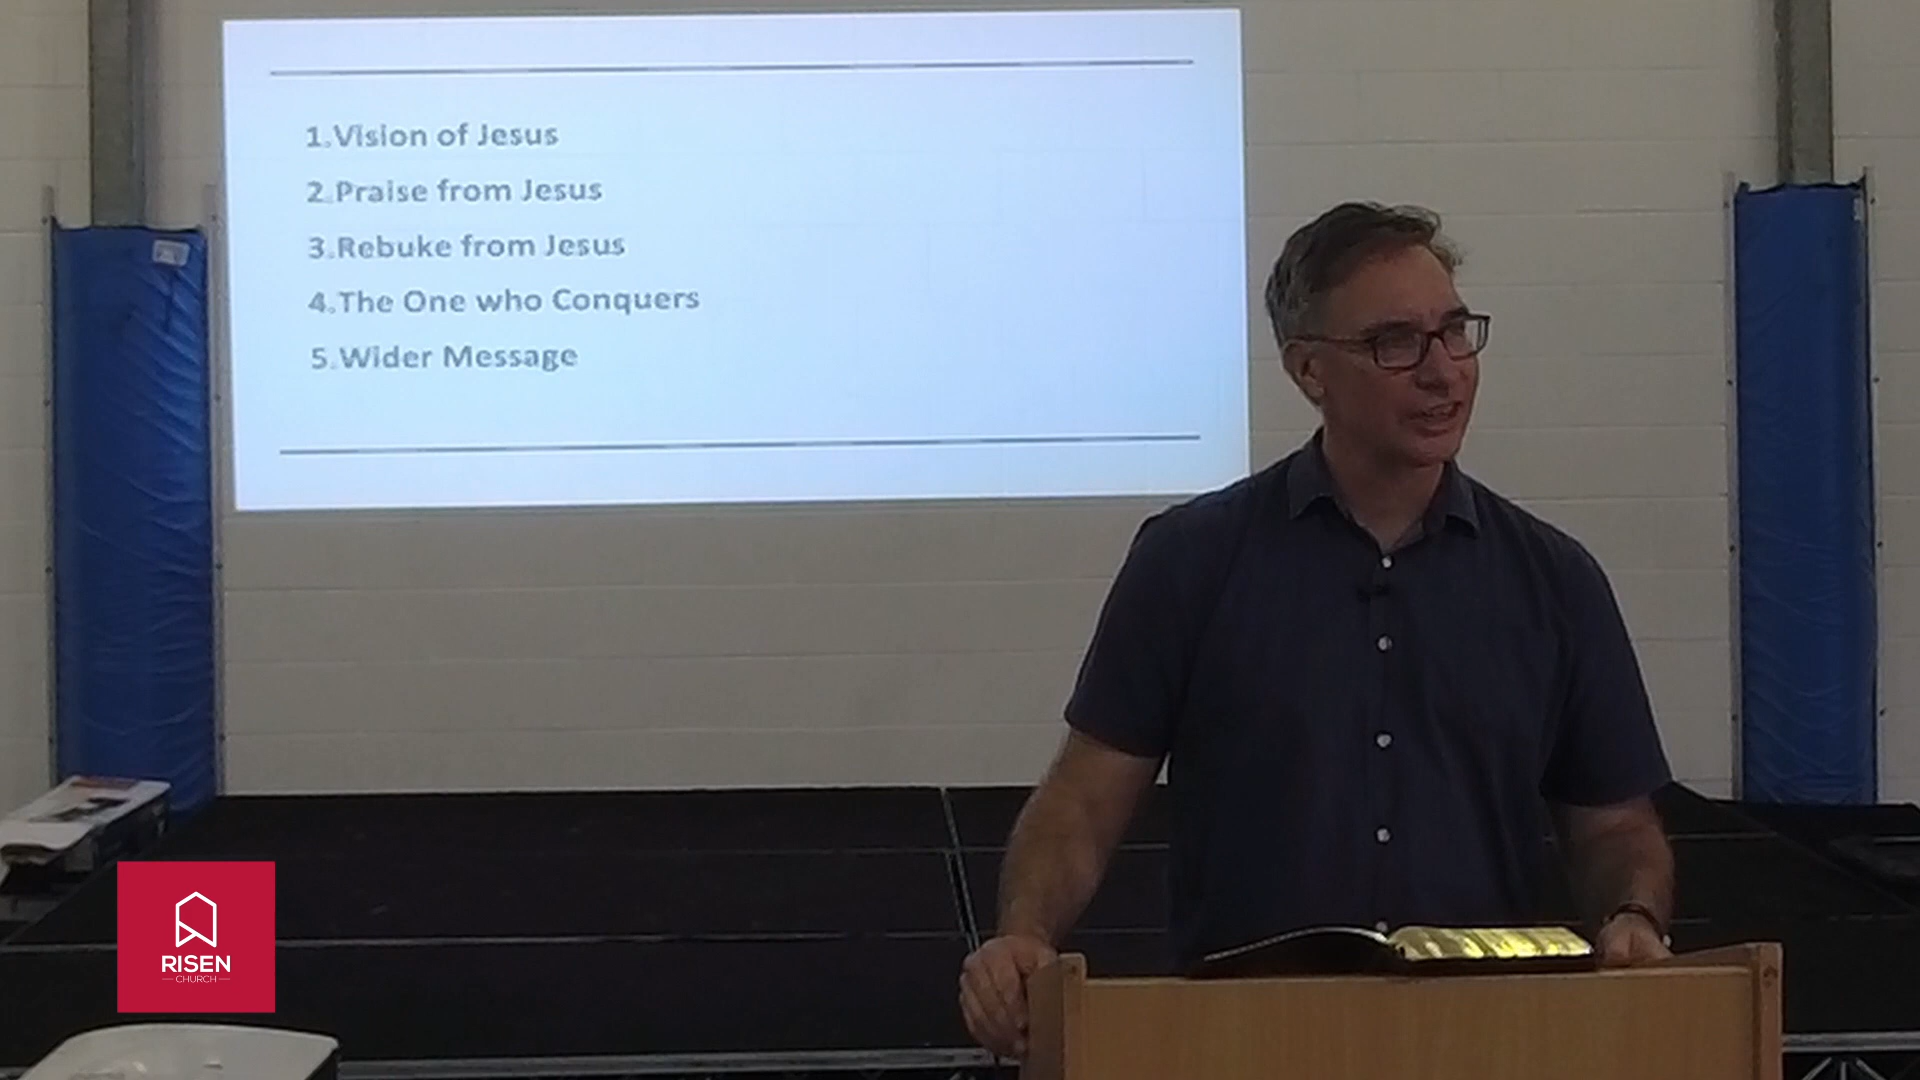 1.Vision of Jesus
2.Praise from Jesus
3.Rebuke from Jesus
4.The One who Conquers
5.Wider Message
RISEN
CHURCH